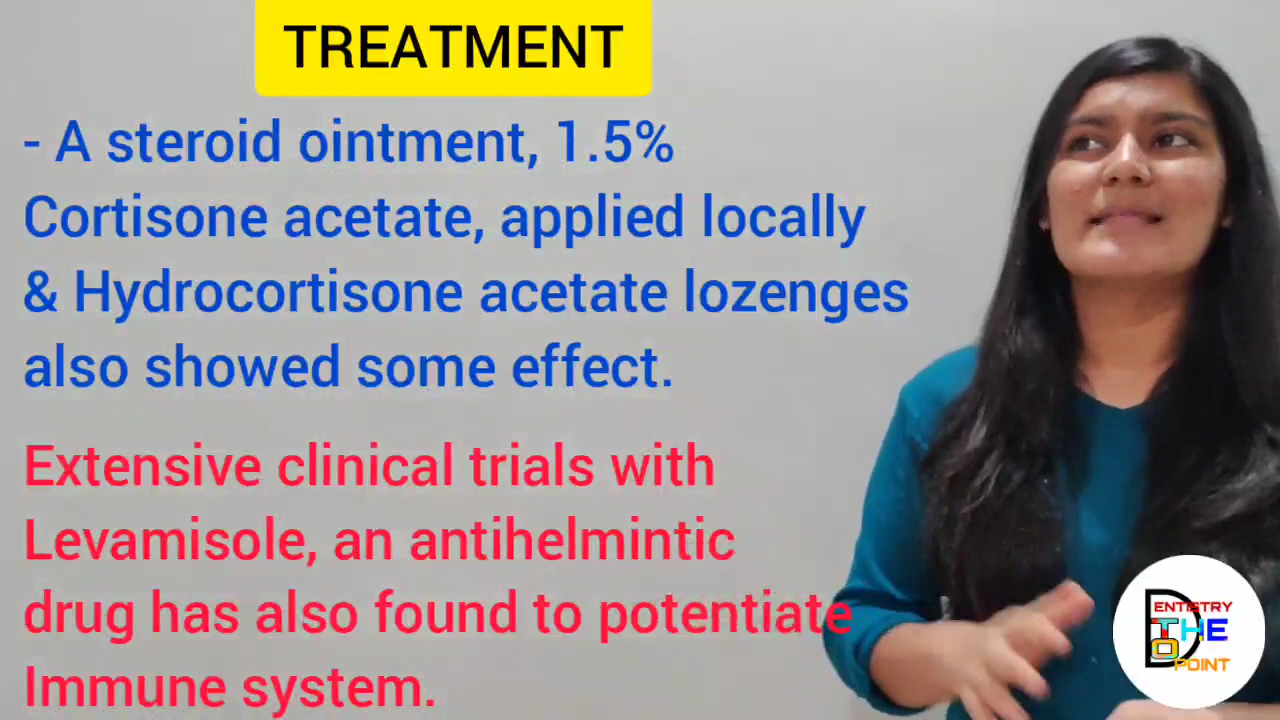 TREATMENT
- A steroid ointment, 1.5%
Cortisone acetate, applied locally
& Hydrocortisone acetate lozenges
also showed some effect.
Extensive clinical trials with
Levamisole, an antihelmintic
drug has also found to potentiate
Immune system.
DENTISTRY
TO THE
POINT